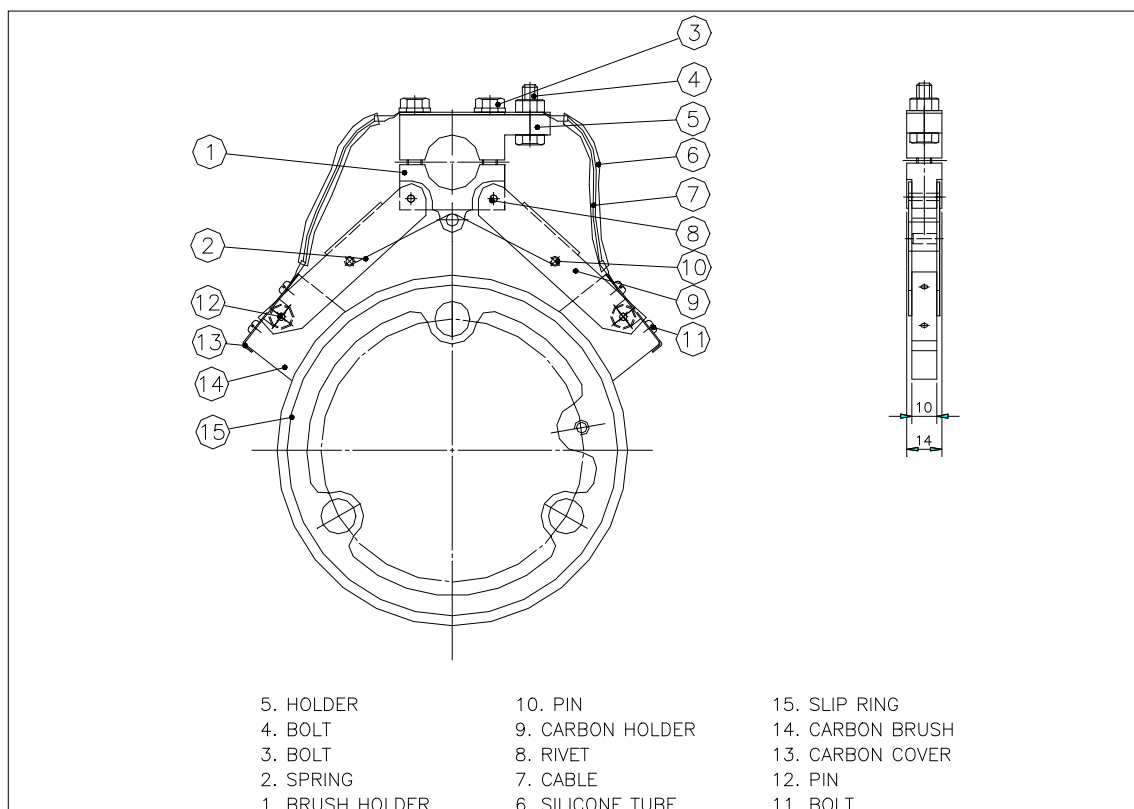 3
4
5
1
6
7
2
8
10
9
12
13
11
14
15
10
14
5. HOLDER
4. BOLT
3. BOLT
2. SPRING
1. BRUSH HOLDER
10. PIN
9. CARBON HOLDER
8. RIVET
7. CABLE
6. SILICONE TUBE
15. SLIP RING
14. CARBON BRUSH
13. CARBON COVER
12. PIN
11. BOLT